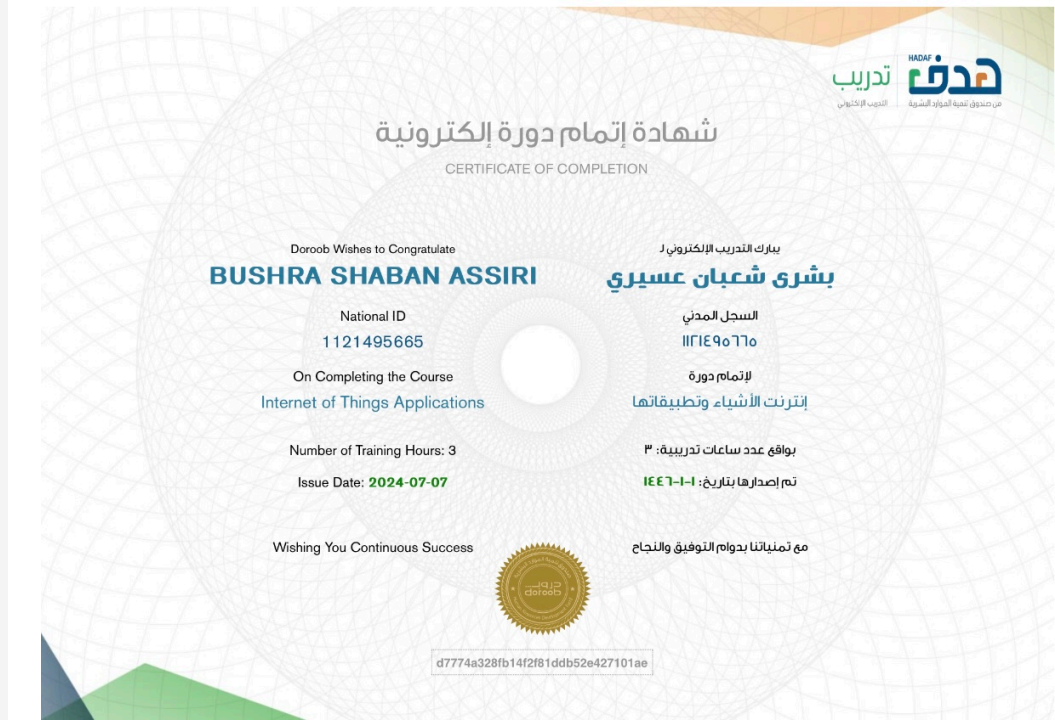 HADAF
هدف
تدريب
من صندوق تنمية الموارد البشرية
التدريب الإلكتروني
شهادة إتمام دورة إلكترونية
CERTIFICATE OF COMPLETION
يبارك التدريب الإلكتروني لـ
Doroob Wishes to Congratulate
بشرى شعبان عسيري
BUSHRA SHABAN ASSIRI
السجل المدني
National ID
١١٢١٤٩٥٦٦٥
1121495665
لإتمام دورة
On Completing the Course
إنترنت الأشياء وتطبيقاتها
Internet of Things Applications
بواقع عدد ساعات تدريبية: ٣
Number of Training Hours: 3
تم إصدارها بتاريخ: ١-١-١٤٤٦
Issue Date: 2024-07-07
مع تمنياتنا بدوام التوفيق والنجاح
Wishing You Continuous Success
دروب
doroob
d7774a328fb14f2f81ddb52e427101ae